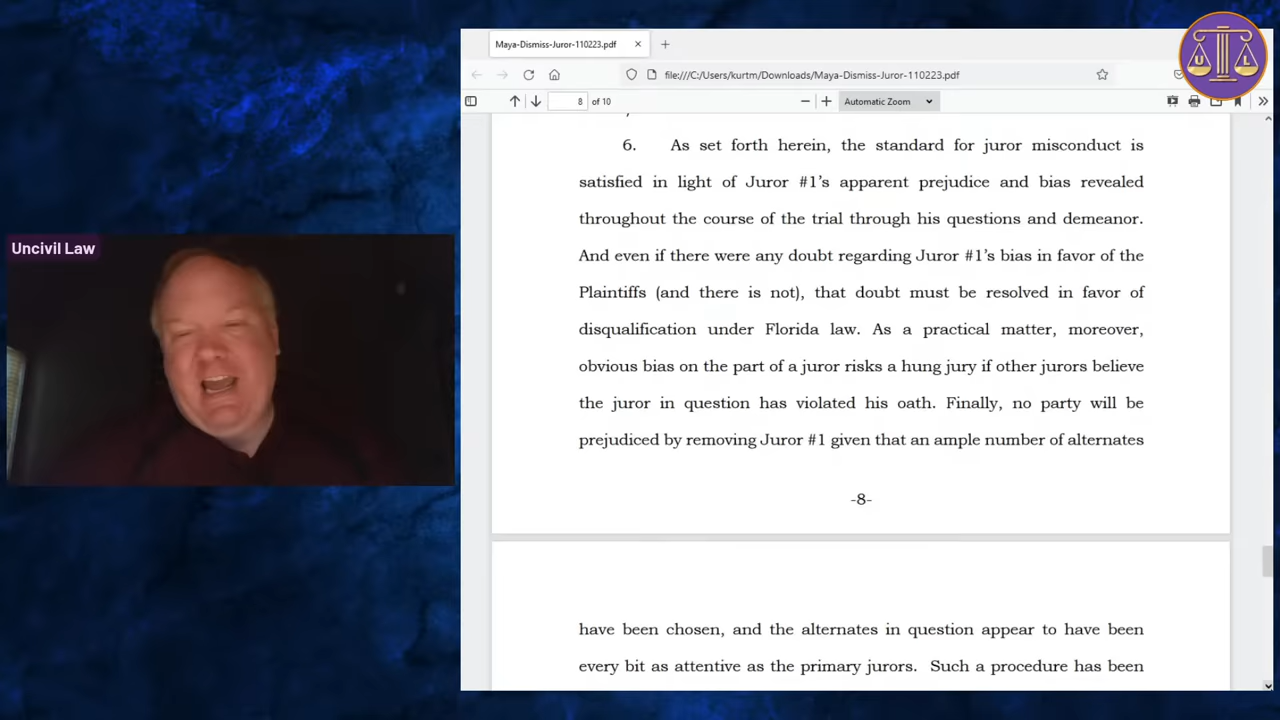 Maya-Dismiss-Juror-110223.pdf
file:///C:/Users/kurtm/Downloads/Maya-Dismiss-Juror-110223.pdf
8 of 10
Automatic Zoom
U L
Uncivil Law
6. As set forth herein, the standard for juror misconduct is
satisfied in light of Juror #1's apparent prejudice and bias revealed
throughout the course of the trial through his questions and demeanor.
And even if there were any doubt regarding Juror #1's bias in favor of the
Plaintiffs (and there is not), that doubt must be resolved in favor of
disqualification under Florida law. As a practical matter, moreover,
obvious bias on the part of a juror risks a hung jury if other jurors believe
the juror in question has violated his oath. Finally, no party will be
prejudiced by removing Juror #1 given that an ample number of alternates
-8-
have been chosen, and the alternates in question appear to have been
every bit as attentive as the primary jurors. Such a procedure has been